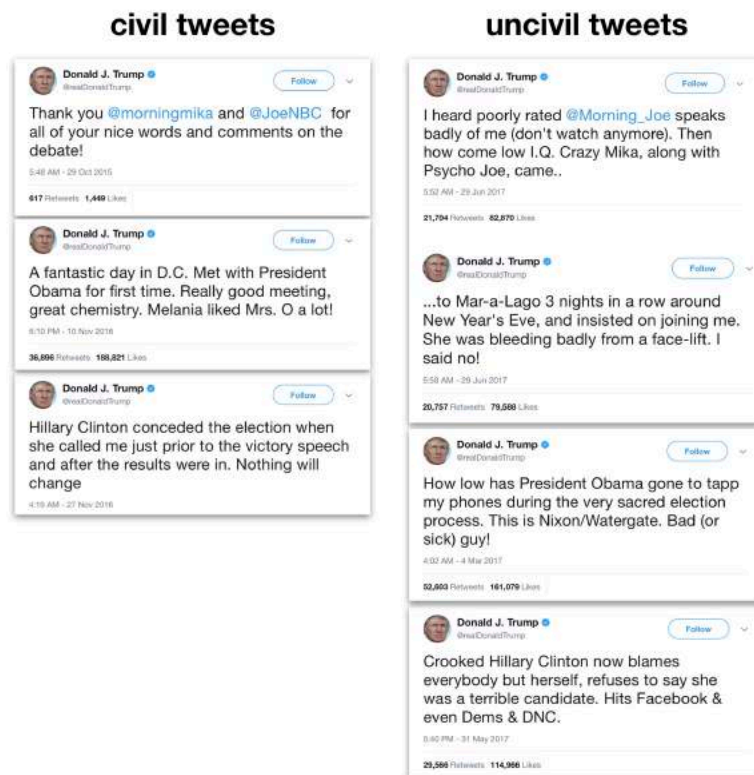 civil tweets
Donald J. Trump
@realDonaldTrump
Follow
Thank you @morningmika and @JoeNBC for
all of your nice words and comments on the
debate!
5:48 AM - 29 Oct 2015
617 Retweets 1,449 Likes
Donald J. Trump
@realDonaldTrump
Follow
A fantastic day in D.C. Met with President
Obama for first time. Really good meeting,
great chemistry. Melania liked Mrs. O a lot!
6:10 PM - 10 Nov 2016
36,896 Retweets 188,821 Likes
Donald J. Trump
@realDonaldTrump
Follow
Hillary Clinton conceded the election when
she called me just prior to the victory speech
and after the results were in. Nothing will
change
4:19 AM - 27 Nov 2016
uncivil tweets
Donald J. Trump
@realDonaldTrump
Follow
I heard poorly rated @Morning_Joe speaks
badly of me (don't watch anymore). Then
how come low I.Q. Crazy Mika, along with
Psycho Joe, came..
5:52 AM - 29 Jun 2017
21,704 Retweets 82,870 Likes
Donald J. Trump
@realDonaldTrump
Follow
...to Mar-a-Lago 3 nights in a row around
New Year's Eve, and insisted on joining me.
She was bleeding badly from a face-lift. I
said no!
5:58 AM - 29 Jun 2017
20,757 Retweets 79,588 Likes
Donald J. Trump
@realDonaldTrump
Follow
How low has President Obama gone to tapp
my phones during the very sacred election
process. This is Nixon/Watergate. Bad (or
sick) guy!
4:02 AM - 4 Mar 2017
52,603 Retweets 161,079 Likes
Donald J. Trump
@realDonaldTrump
Follow
Crooked Hillary Clinton now blames
everybody but herself, refuses to say she
was a terrible candidate. Hits Facebook &
even Dems & DNC.
5:40 PM - 31 May 2017
29,566 Retweets 114,966 Likes